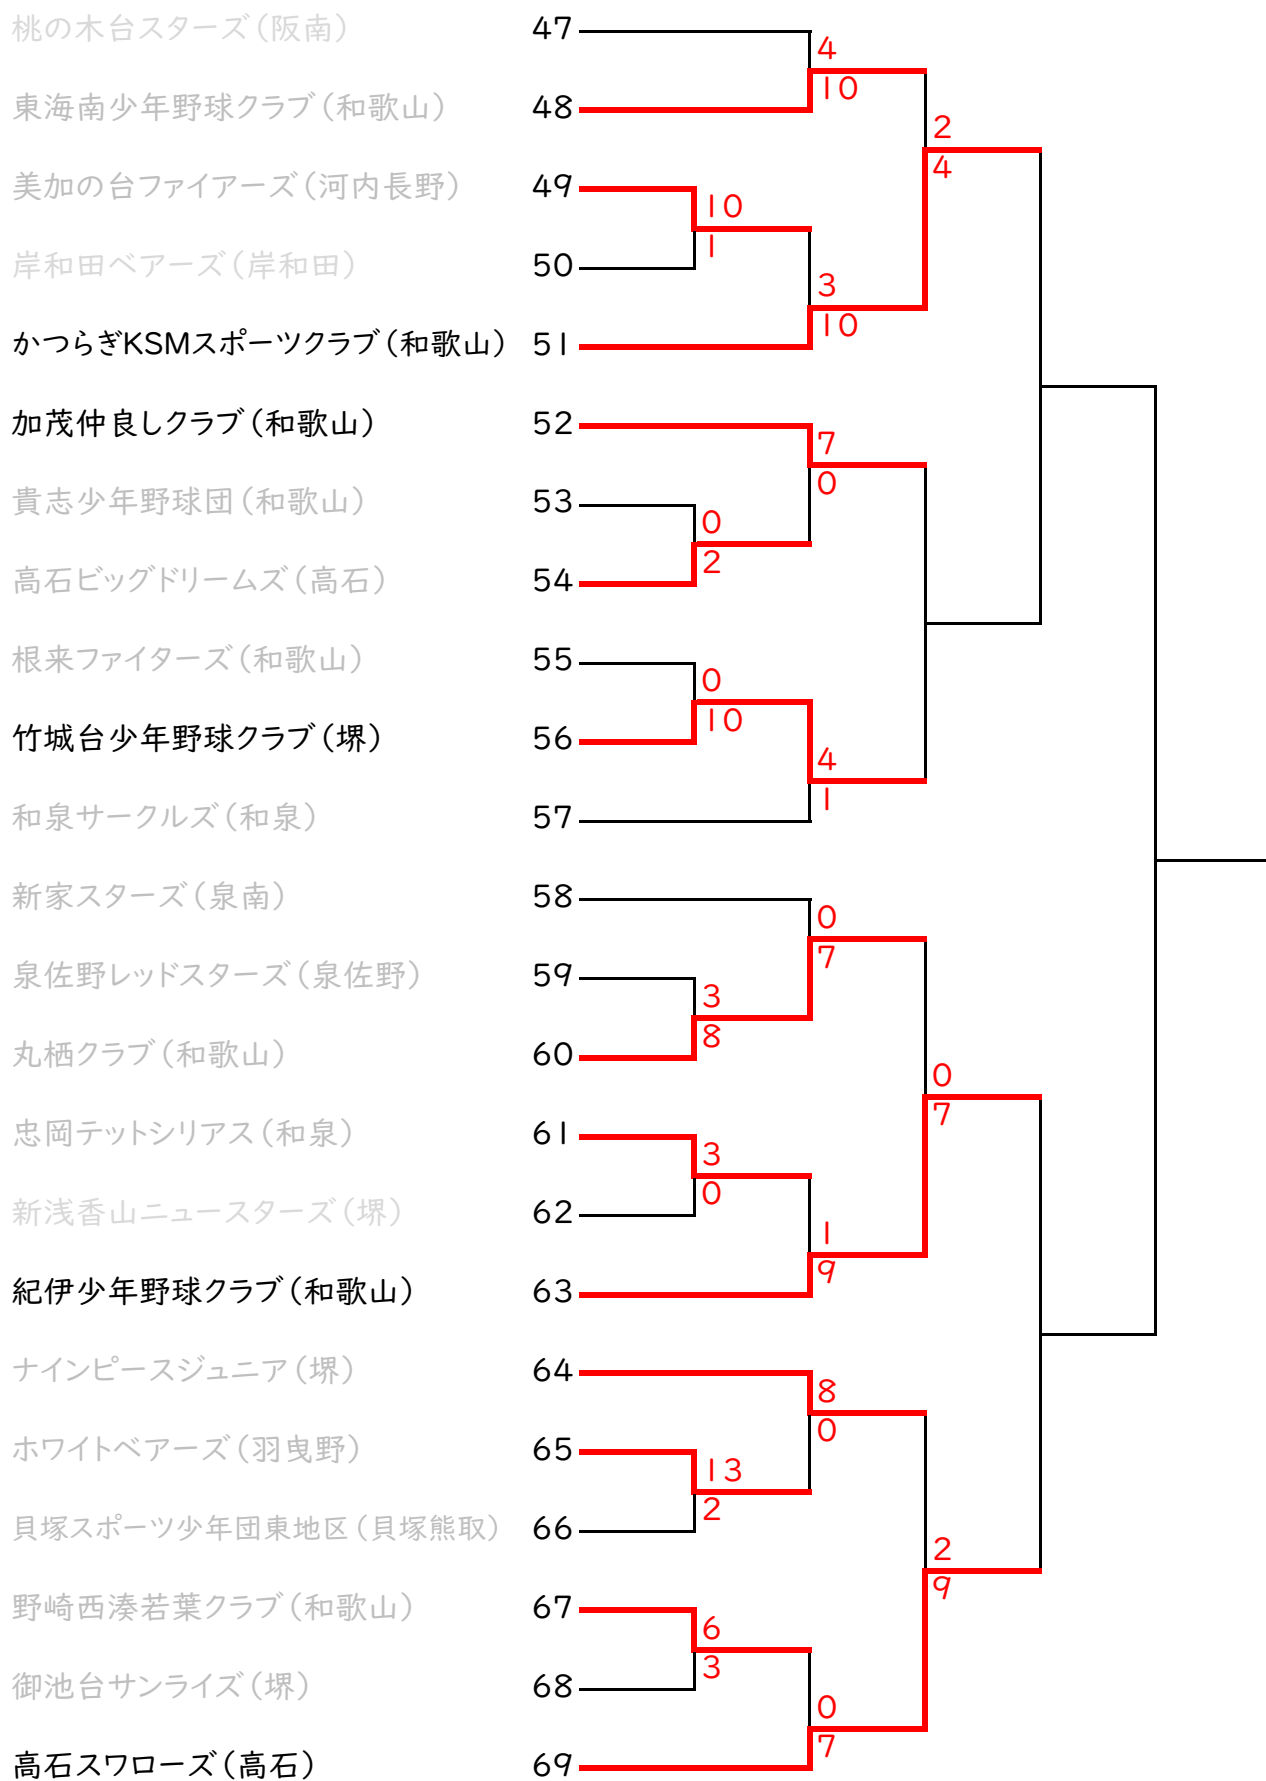 桃の木台スターズ(阪南) 47
4
10
東海南少年野球クラブ(和歌山) 48
2
4
美加の台ファイアーズ(河内長野) 49
10
1
岸和田ベアーズ(岸和田) 50
3
10
かつらぎKSMスポーツクラブ(和歌山) 51
加茂仲良しクラブ(和歌山) 52
7
0
貴志少年野球団(和歌山) 53
0
2
高石ビッグドリームズ(高石) 54
根来ファイターズ(和歌山) 55
0
10
竹城台少年野球クラブ(堺) 56
4
1
和泉サークルズ(和泉) 57
新家スターズ(泉南) 58
0
7
泉佐野レッドスターズ(泉佐野) 59
3
8
丸栖クラブ(和歌山) 60
0
7
忠岡テットシリアス(和泉) 61
3
0
新浅香山ニュースターズ(堺) 62
1
9
紀伊少年野球クラブ(和歌山) 63
ナインピースジュニア(堺) 64
8
0
ホワイトベアーズ(羽曳野) 65
13
2
貝塚スポーツ少年団東地区(貝塚熊取) 66
2
9
野崎西湊若葉クラブ(和歌山) 67
6
3
御池台サンライズ(堺) 68
0
7
高石スワローズ(高石) 69